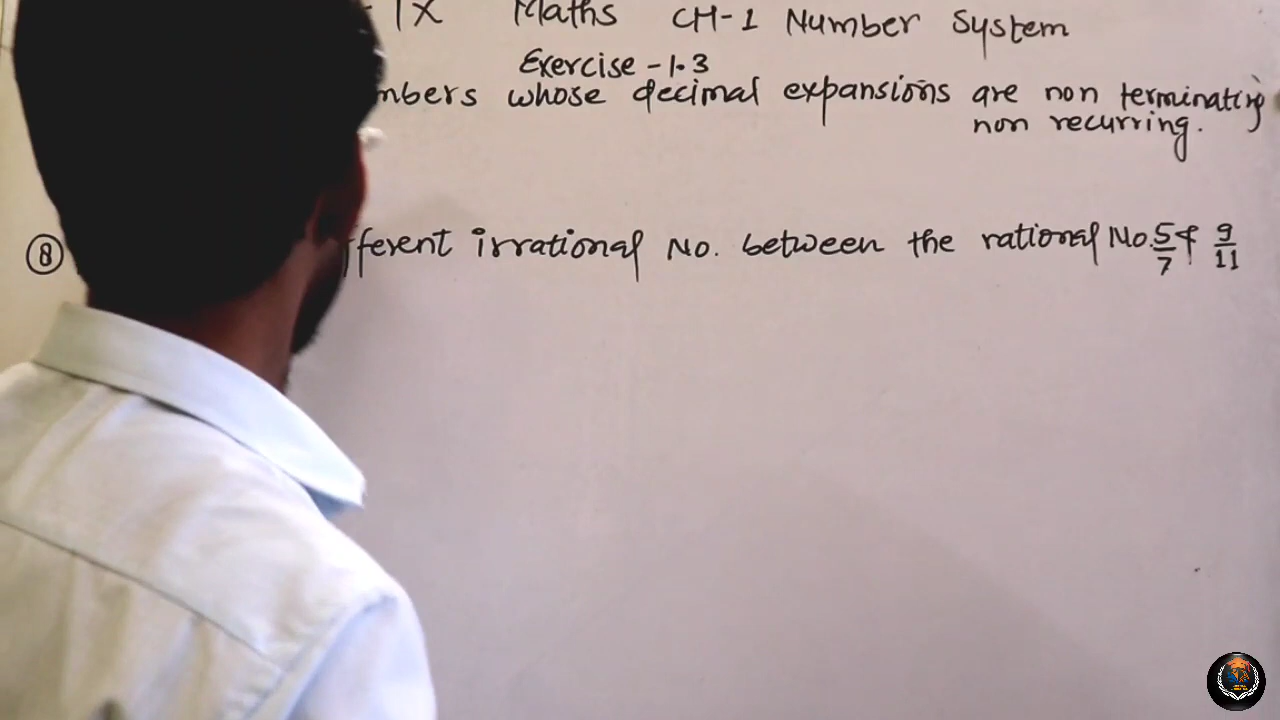 IX Maths CH-1 Number System
Exercise - 1.3
mbers whose decimal expansions are non terminating
non recurring.
⑧ fferent irrational No. between the rational No. 5/7 & 9/11